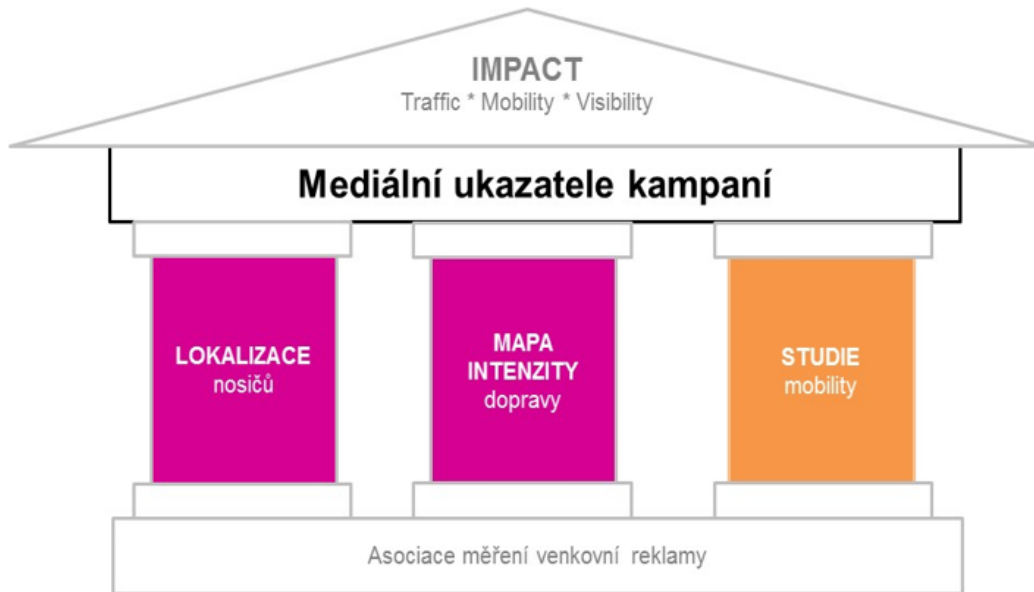 IMPACT
Traffic * Mobility * Visibility
Mediální ukazatele kampaní
LOKALIZACE
nosičů
MAPA
INTENZITY
dopravy
STUDIE
mobility
Asociace měření venkovní reklamy